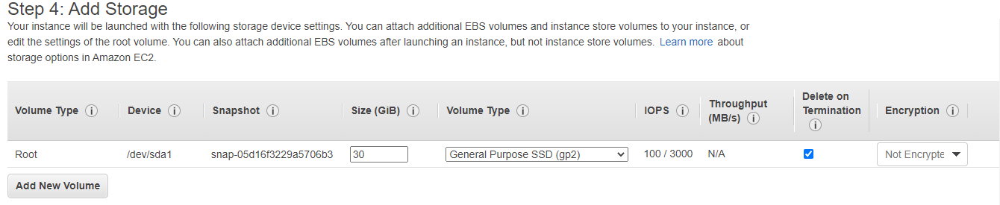 Step 4: Add Storage
Your instance will be launched with the following storage device settings. You can attach additional EBS volumes and instance store volumes to your instance, or
edit the settings of the root volume. You can also attach additional EBS volumes after launching an instance, but not instance store volumes. Learn more about
storage options in Amazon EC2.
Volume Type i Device i Snapshot i Size (GiB) i Volume Type i IOPS i Throughput (MB/s) i Delete on Termination i Encryption i
Root /dev/sda1 snap-05d16f3229a5706b3 30 General Purpose SSD (gp2) 100 / 3000 N/A Not Encrypte
Add New Volume